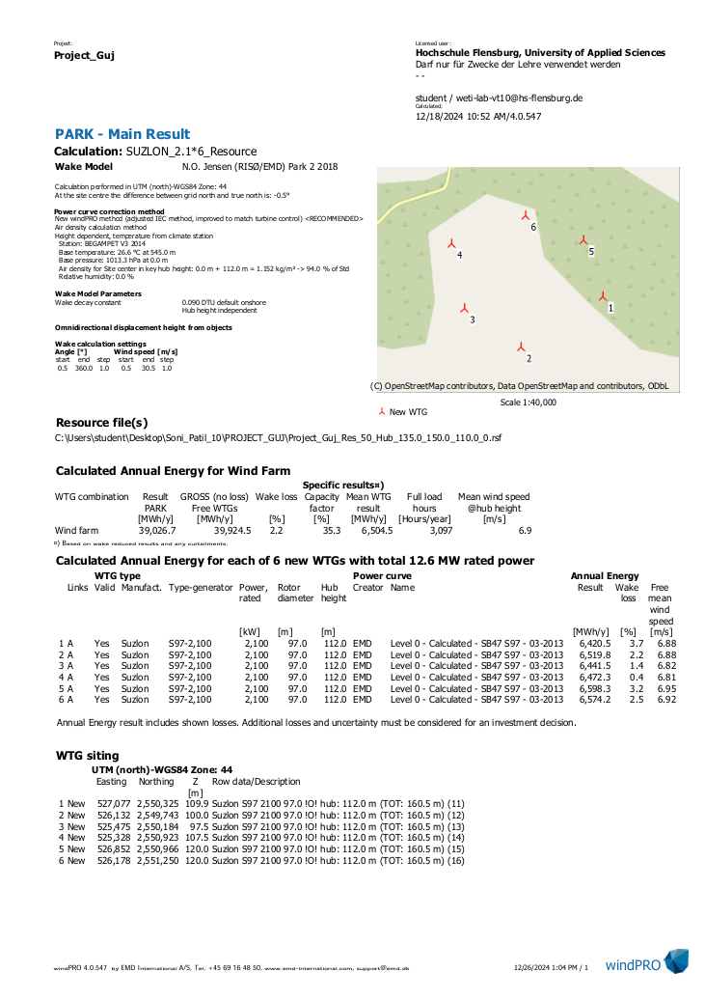 Project:
Project_Guj
Licensed user:
Hochschule Flensburg, University of Applied Sciences
Darf nur für Zwecke der Lehre verwendet werden
- -
student / weti-lab-vt10@hs-flensburg.de
Calculated:
12/18/2024 10:52 AM/4.0.547
PARK - Main Result
Calculation: SUZLON_2.1*6_Resource
Wake Model N.O. Jensen (RISØ/EMD) Park 2 2018
Calculation performed in UTM (north)-WGS84 Zone: 44
At the site centre the difference between grid north and true north is: -0.5°
Power curve correction method
New windPRO method (adjusted IEC method, improved to match turbine control) <RECOMMENDED>
Air density calculation method
Height dependent, temperature from climate station
Station: BEGAMPET V3 2014
Base temperature: 26.6 °C at 545.0 m
Base pressure: 1013.3 hPa at 0.0 m
Air density for Site center in key hub height: 0.0 m + 112.0 m = 1.152 kg/m³ -> 94.0 % of Std
Relative humidity: 0.0 %
Wake Model Parameters
Wake decay constant 0.090 DTU default onshore
Hub height independent
Omnidirectional displacement height from objects
Wake calculation settings
Angle [°] Wind speed [m/s]
start end step start end step
0.5 360.0 1.0 0.5 30.5 1.0
6
5
4
1
3
2
(C) OpenStreetMap contributors, Data OpenStreetMap and contributors, ODbL
Scale 1:40,000
New WTG
Resource file(s)
C:\Users\student\Desktop\Soni_Patil_10\PROJECT_GUJ\Project_Guj_Res_50_Hub_135.0_150.0_110.0_0.rsf
Calculated Annual Energy for Wind Farm
Specific results¤)
WTG combination Result GROSS (no loss) Wake loss Capacity Mean WTG Full load Mean wind speed
PARK Free WTGs factor result hours @hub height
[MWh/y] [MWh/y] [%] [%] [MWh/y] [Hours/year] [m/s]
Wind farm 39,026.7 39,924.5 2.2 35.3 6,504.5 3,097 6.9
¤) Based on wake reduced results and any curtailments.
Calculated Annual Energy for each of 6 new WTGs with total 12.6 MW rated power
WTG type Power curve Annual Energy
Links Valid Manufact. Type-generator Power, Rotor Hub Creator Name Result Wake Free
rated diameter height loss mean
wind
speed
[kW] [m] [m] [MWh/y] [%] [m/s]
1 A Yes Suzlon S97-2,100 2,100 97.0 112.0 EMD Level 0 - Calculated - SB47 S97 - 03-2013 6,420.5 3.7 6.88
2 A Yes Suzlon S97-2,100 2,100 97.0 112.0 EMD Level 0 - Calculated - SB47 S97 - 03-2013 6,519.8 2.2 6.88
3 A Yes Suzlon S97-2,100 2,100 97.0 112.0 EMD Level 0 - Calculated - SB47 S97 - 03-2013 6,441.5 1.4 6.82
4 A Yes Suzlon S97-2,100 2,100 97.0 112.0 EMD Level 0 - Calculated - SB47 S97 - 03-2013 6,472.3 0.4 6.81
5 A Yes Suzlon S97-2,100 2,100 97.0 112.0 EMD Level 0 - Calculated - SB47 S97 - 03-2013 6,598.3 3.2 6.95
6 A Yes Suzlon S97-2,100 2,100 97.0 112.0 EMD Level 0 - Calculated - SB47 S97 - 03-2013 6,574.2 2.5 6.92
Annual Energy result includes shown losses. Additional losses and uncertainty must be considered for an investment decision.
WTG siting
UTM (north)-WGS84 Zone: 44
Easting Northing Z Row data/Description
[m]
1 New 527,077 2,550,325 109.9 Suzlon S97 2100 97.0 !O! hub: 112.0 m (TOT: 160.5 m) (11)
2 New 526,132 2,549,743 100.0 Suzlon S97 2100 97.0 !O! hub: 112.0 m (TOT: 160.5 m) (12)
3 New 525,475 2,550,184 97.5 Suzlon S97 2100 97.0 !O! hub: 112.0 m (TOT: 160.5 m) (13)
4 New 525,328 2,550,923 107.5 Suzlon S97 2100 97.0 !O! hub: 112.0 m (TOT: 160.5 m) (14)
5 New 526,852 2,550,966 120.0 Suzlon S97 2100 97.0 !O! hub: 112.0 m (TOT: 160.5 m) (15)
6 New 526,178 2,551,250 120.0 Suzlon S97 2100 97.0 !O! hub: 112.0 m (TOT: 160.5 m) (16)
windPRO 4.0.547 by EMD International A/S, Tel. +45 69 16 48 50, www.emd-international.com, support@emd.dk
12/26/2024 1:04 PM / 1
windPRO